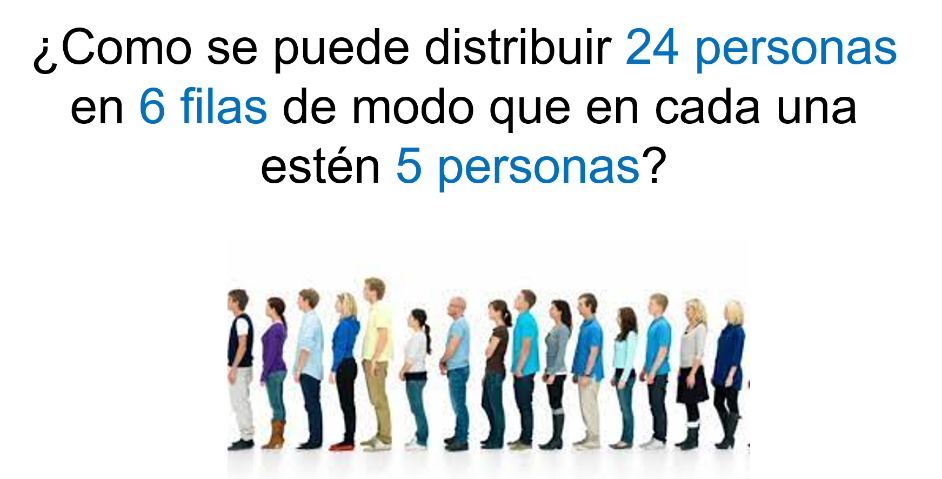 ¿Como se puede distribuir 24 personas
en 6 filas de modo que en cada una
estén 5 personas?